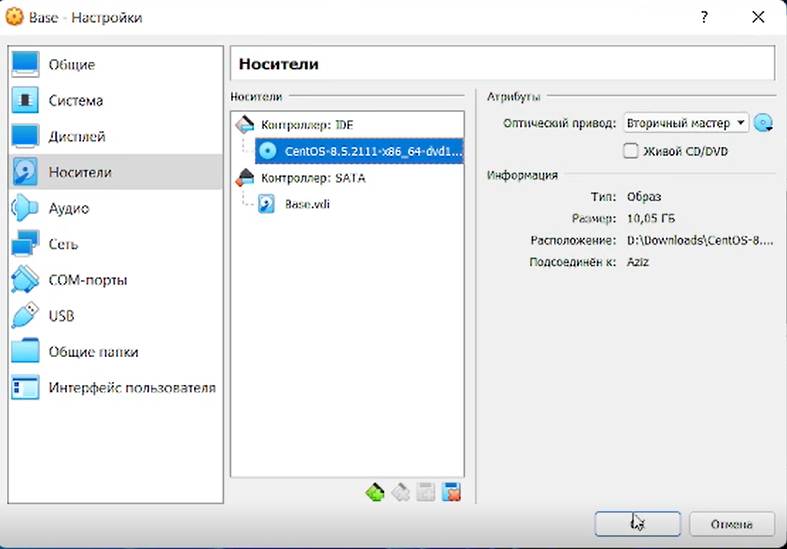 Base - Настройки
?
Общие
Система
Дисплей
Носители
Аудио
Сеть
COM-порты
USB
Общие папки
Интерфейс пользователя
Носители
Носители
Контроллер: IDE
CentOS-8.5.2111-x86_64-dvd1...
Контроллер: SATA
Base.vdi
Атрибуты
Оптический привод: Вторичный мастер
Живой CD/DVD
Информация
Тип: Образ
Размер: 10,05 ГБ
Расположение: D:\Downloads\CentOS-8....
Подсоединён к: Aziz
Отмена